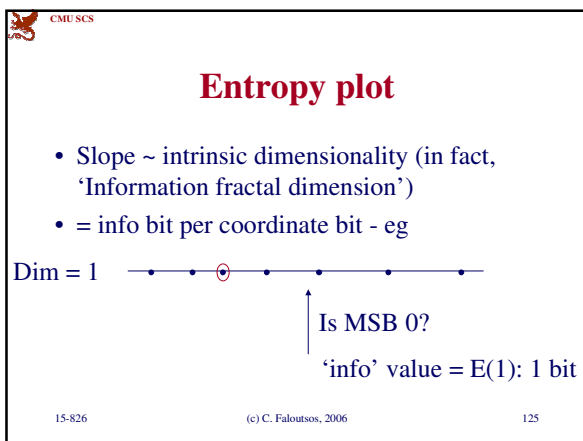 CMU SCS
Entropy plot
• Slope ~ intrinsic dimensionality (in fact,
‘Information fractal dimension’)
• = info bit per coordinate bit - eg
Dim = 1
Is MSB 0?
‘info’ value = E(1): 1 bit
15-826 (c) C. Faloutsos, 2006 125